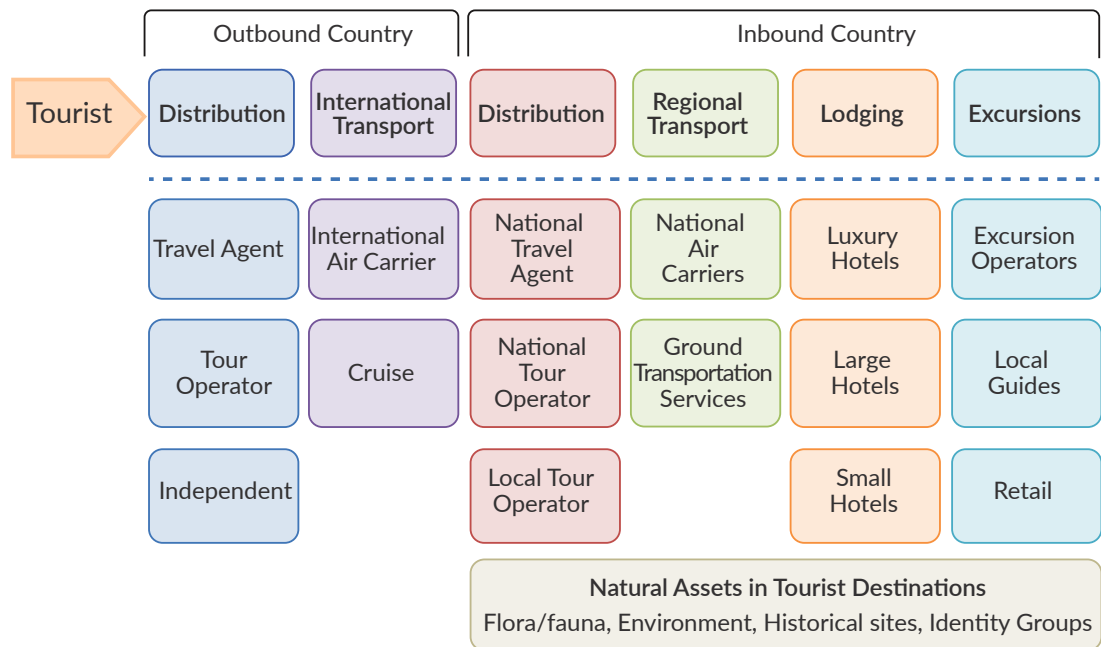 Outbound Country
Inbound Country
Tourist
Distribution
International
Transport
Distribution
Regional
Transport
Lodging
Excursions
Travel Agent
International
Air Carrier
National
Travel
Agent
National
Air
Carriers
Luxury
Hotels
Excursion
Operators
Tour
Operator
Cruise
National
Tour
Operator
Ground
Transportation
Services
Large
Hotels
Local
Guides
Independent
Local Tour
Operator
Small
Hotels
Retail
Natural Assets in Tourist Destinations
Flora/fauna, Environment, Historical sites, Identity Groups